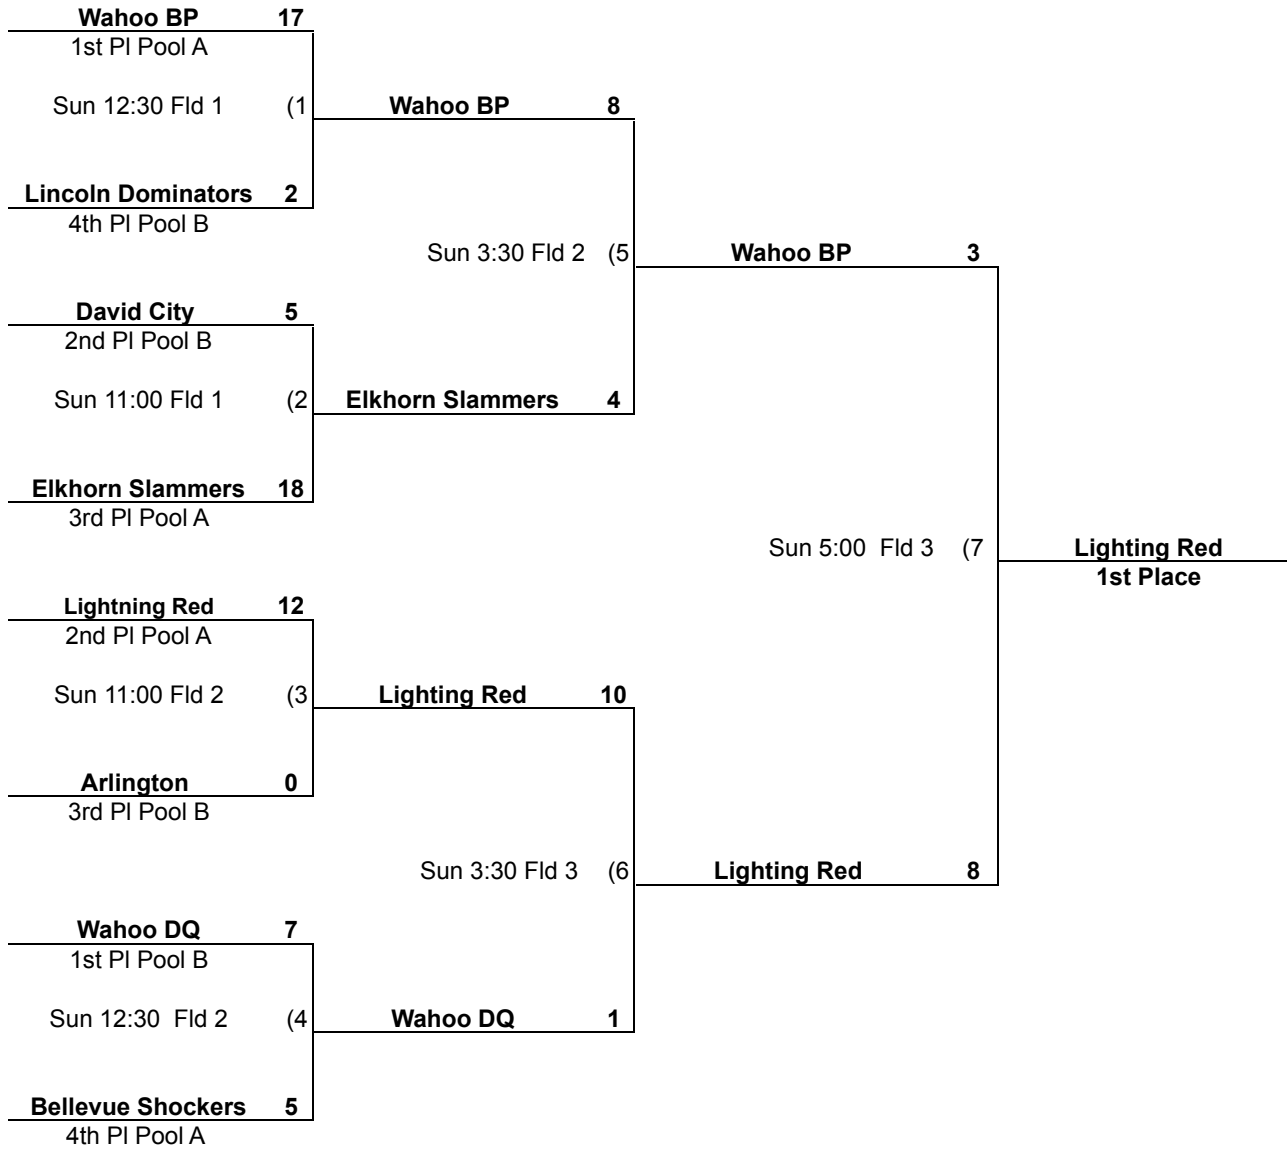 Wahoo BP 17
1st Pl Pool A
Sun 12:30 Fld 1 (1
Wahoo BP 8
Lincoln Dominators 2
4th Pl Pool B
Sun 3:30 Fld 2 (5
Wahoo BP 3
David City 5
2nd Pl Pool B
Sun 11:00 Fld 1 (2
Elkhorn Slammers 4
Elkhorn Slammers 18
3rd Pl Pool A
Sun 5:00 Fld 3 (7
Lighting Red
1st Place
Lightning Red 12
2nd Pl Pool A
Sun 11:00 Fld 2 (3
Lighting Red 10
Arlington 0
3rd Pl Pool B
Sun 3:30 Fld 3 (6
Lighting Red 8
Wahoo DQ 7
1st Pl Pool B
Sun 12:30 Fld 2 (4
Wahoo DQ 1
Bellevue Shockers 5
4th Pl Pool A